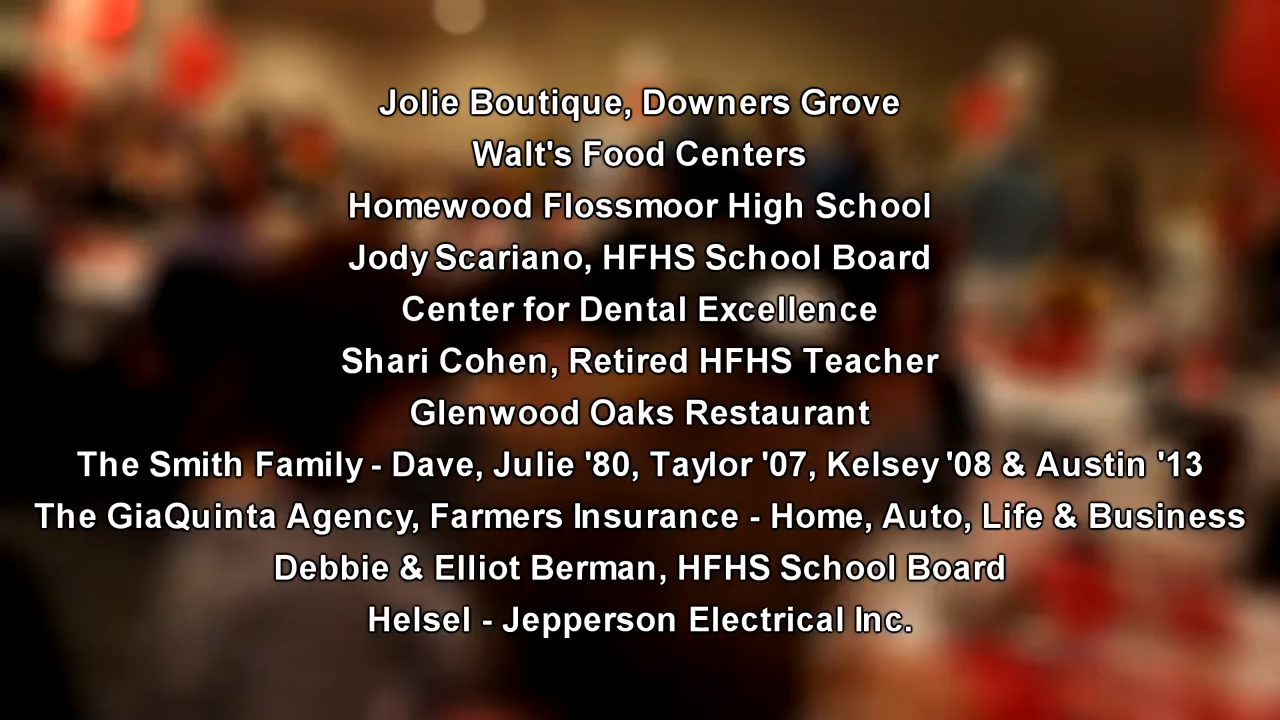 Jolie Boutique, Downers Grove
Walt's Food Centers
Homewood Flossmoor High School
Jody Scariano, HFHS School Board
Center for Dental Excellence
Shari Cohen, Retired HFHS Teacher
Glenwood Oaks Restaurant
The Smith Family - Dave, Julie '80, Taylor '07, Kelsey '08 & Austin '13
The GiaQuinta Agency, Farmers Insurance - Home, Auto, Life & Business
Debbie & Elliot Berman, HFHS School Board
Helsel - Jepperson Electrical Inc.